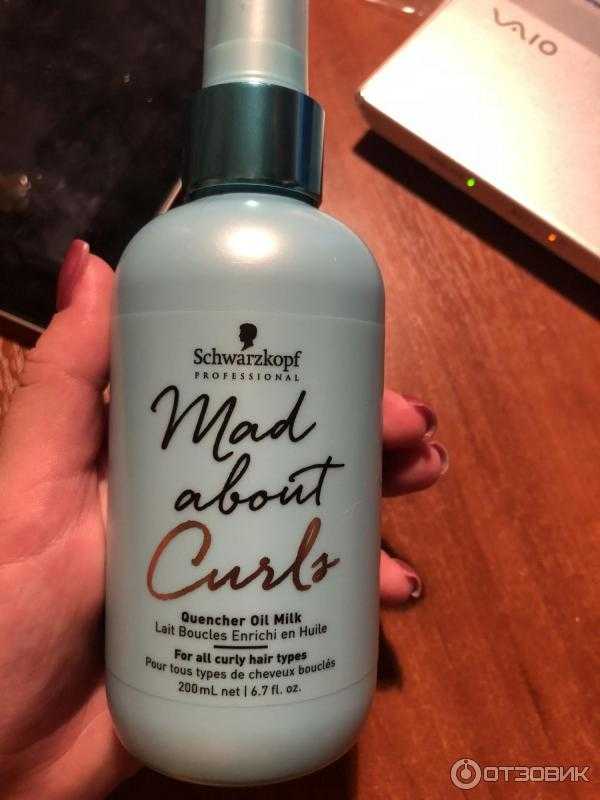 VAIO
Schwarzkopf
PROFESSIONAL
Mad
about
Curls
Quencher Oil Milk
Lait Boucles Enrichi en Huile
For all curly hair types
Pour tous types de cheveux bouclés
200mL net | 6.7 fl. oz.
ОТЗОВИК